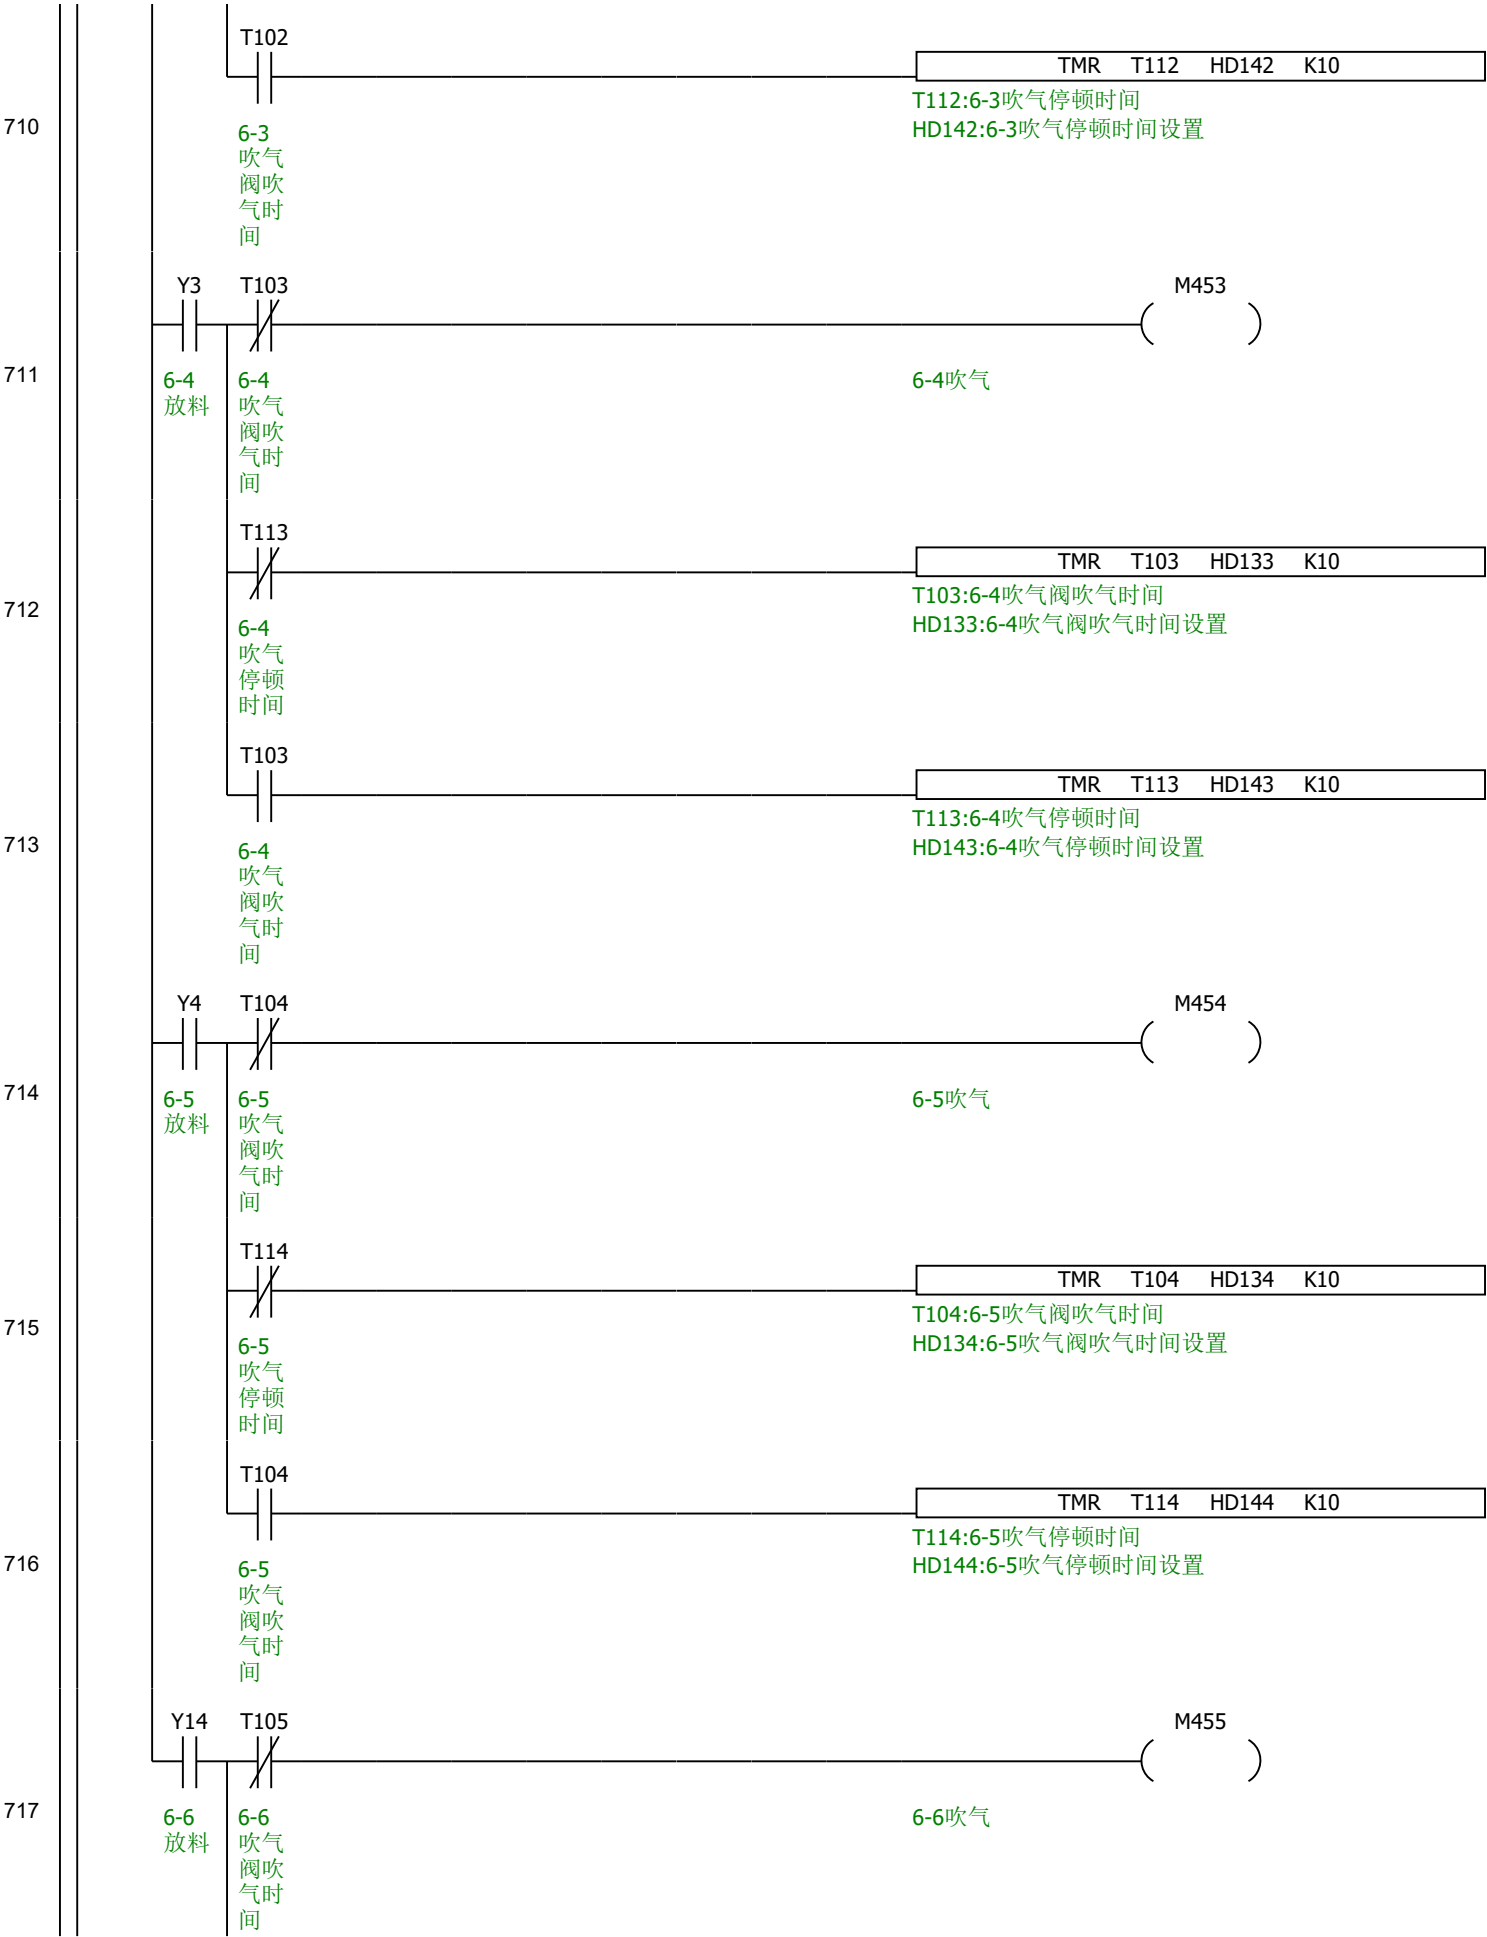 T102
TMR T112 HD142 K10
T112:6-3吹气停顿时间
HD142:6-3吹气停顿时间设置
710
6-3
吹气
阀吹
气时
间
Y3 T103 M453
711
6-4
放料
6-4
吹气
阀吹
气时
间
6-4吹气
T113
TMR T103 HD133 K10
T103:6-4吹气阀吹气时间
HD133:6-4吹气阀吹气时间设置
712
6-4
吹气
停顿
时间
T103
TMR T113 HD143 K10
T113:6-4吹气停顿时间
HD143:6-4吹气停顿时间设置
713
6-4
吹气
阀吹
气时
间
Y4 T104 M454
714
6-5
放料
6-5
吹气
阀吹
气时
间
6-5吹气
T114
TMR T104 HD134 K10
T104:6-5吹气阀吹气时间
HD134:6-5吹气阀吹气时间设置
715
6-5
吹气
停顿
时间
T104
TMR T114 HD144 K10
T114:6-5吹气停顿时间
HD144:6-5吹气停顿时间设置
716
6-5
吹气
阀吹
气时
间
Y14 T105 M455
717
6-6
放料
6-6
吹气
阀吹
气时
间
6-6吹气